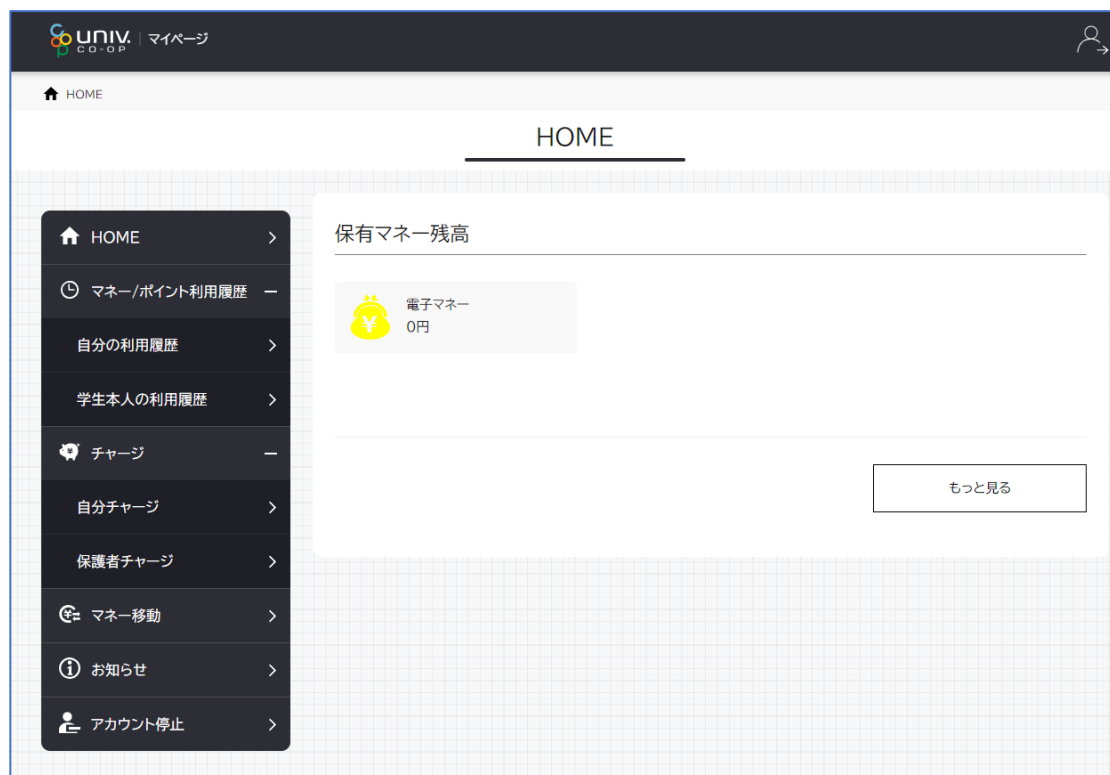 UNIV.
CO-OP
マイページ
HOME
HOME
HOME
マネー/ポイント利用履歴
自分の利用履歴
学生本人の利用履歴
チャージ
自分チャージ
保護者チャージ
マネー移動
お知らせ
アカウント停止
保有マネー残高
電子マネー
0円
もっと見る